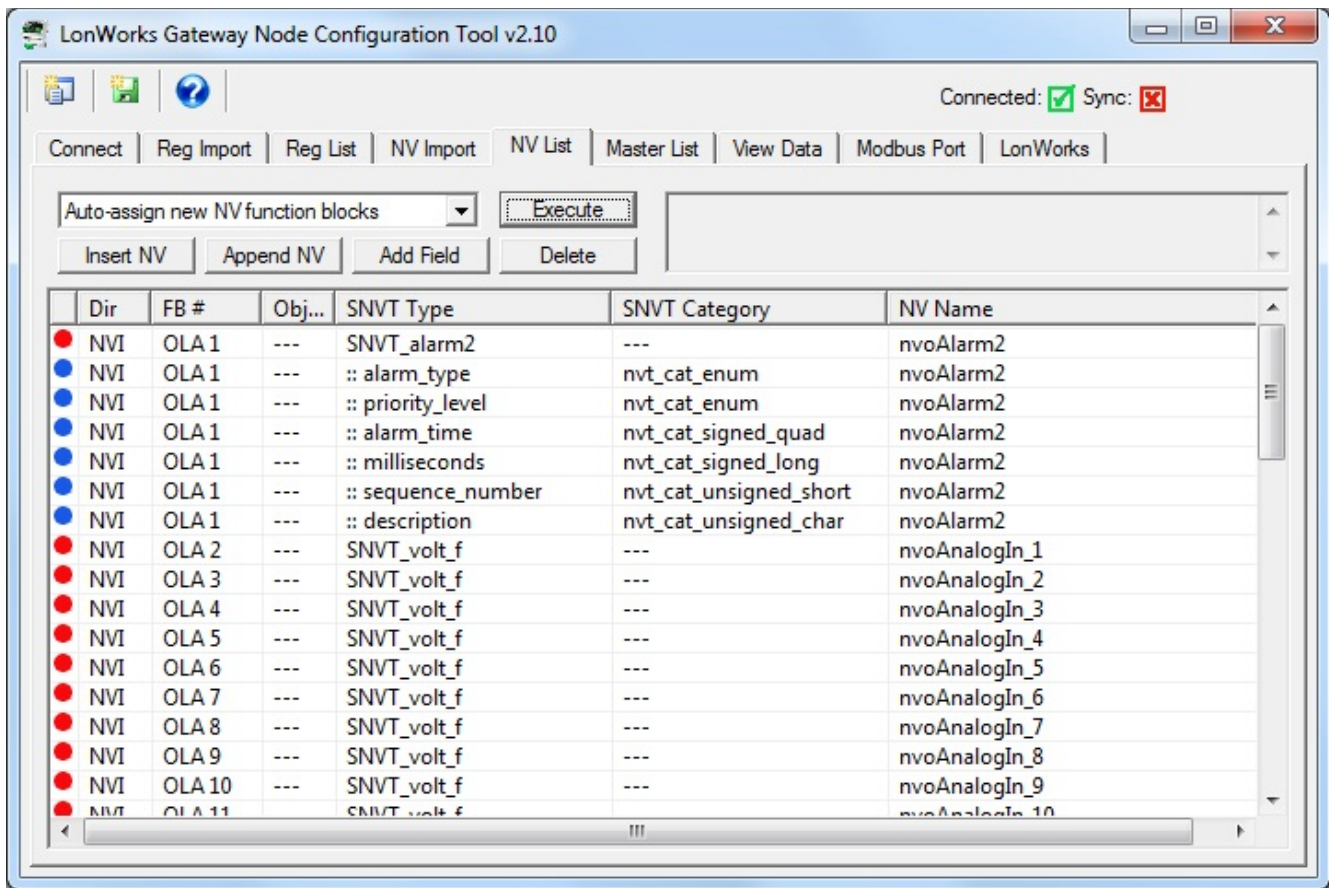 LonWorks Gateway Node Configuration Tool v2.10
Connected: Sync:
Connect Reg Import Reg List NV Import NV List Master List View Data Modbus Port LonWorks
Auto-assign new NV function blocks Execute
Insert NV Append NV Add Field Delete
Dir FB # Obj... SNVT Type SNVT Category NV Name
NVI OLA 1 --- SNVT_alarm2 --- nvoAlarm2
NVI OLA 1 --- :: alarm_type nvt_cat_enum nvoAlarm2
NVI OLA 1 --- :: priority_level nvt_cat_enum nvoAlarm2
NVI OLA 1 --- :: alarm_time nvt_cat_signed_quad nvoAlarm2
NVI OLA 1 --- :: milliseconds nvt_cat_signed_long nvoAlarm2
NVI OLA 1 --- :: sequence_number nvt_cat_unsigned_short nvoAlarm2
NVI OLA 1 --- :: description nvt_cat_unsigned_char nvoAlarm2
NVI OLA 2 --- SNVT_volt_f --- nvoAnalogIn_1
NVI OLA 3 --- SNVT_volt_f --- nvoAnalogIn_2
NVI OLA 4 --- SNVT_volt_f --- nvoAnalogIn_3
NVI OLA 5 --- SNVT_volt_f --- nvoAnalogIn_4
NVI OLA 6 --- SNVT_volt_f --- nvoAnalogIn_5
NVI OLA 7 --- SNVT_volt_f --- nvoAnalogIn_6
NVI OLA 8 --- SNVT_volt_f --- nvoAnalogIn_7
NVI OLA 9 --- SNVT_volt_f --- nvoAnalogIn_8
NVI OLA 10 --- SNVT_volt_f --- nvoAnalogIn_9
NVI OLA 11 SNVT_volt_f nvoAnalogIn_10